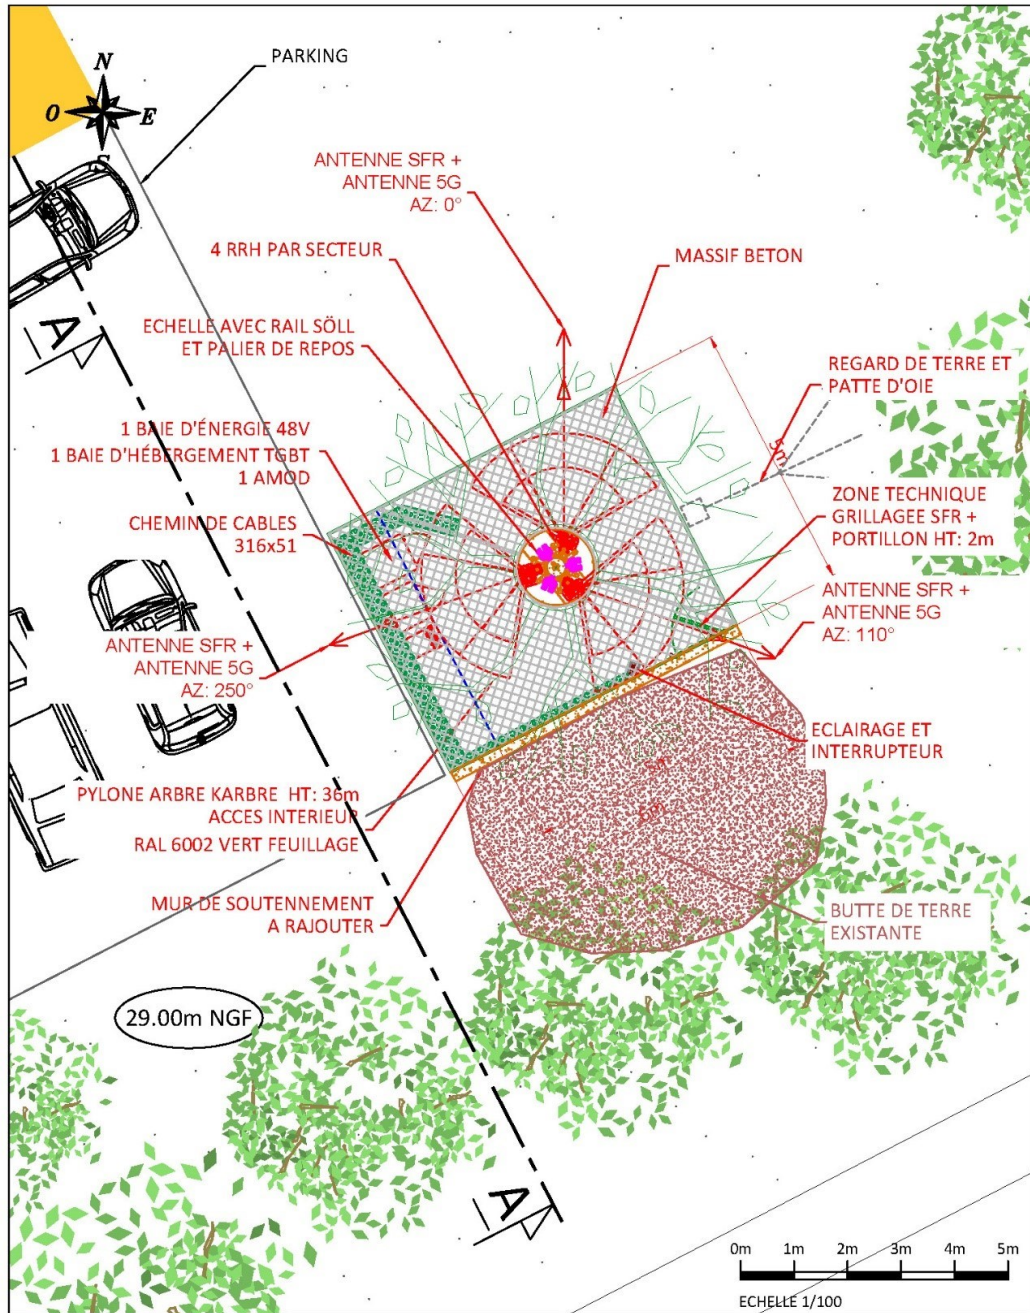 N
O
E
S
PARKING
ANTENNE SFR +
ANTENNE 5G
AZ: 0°
4 RRH PAR SECTEUR
MASSIF BETON
ECHELLE AVEC RAIL SÖLL
ET PALIER DE REPOS
REGARD DE TERRE ET
PATTE D'OIE
A
5m
1 BAIE D'ÉNERGIE 48V
1 BAIE D'HÉBERGEMENT TGBT
1 AMOD
ZONE TECHNIQUE
GRILLAGEE SFR +
PORTILLON HT: 2m
CHEMIN DE CABLES
316x51
ANTENNE SFR +
ANTENNE 5G
AZ: 110°
ANTENNE SFR +
ANTENNE 5G
AZ: 250°
ECLAIRAGE ET
INTERRUPTEUR
PYLONE ARBRE KARBRE HT: 36m
ACCES INTERIEUR
RAL 6002 VERT FEUILLAGE
MUR DE SOUTENNEMENT
A RAJOUTER
BUTTE DE TERRE
EXISTANTE
29.00m NGF
A
0m 1m 2m 3m 4m 5m
ECHELLE 1/100